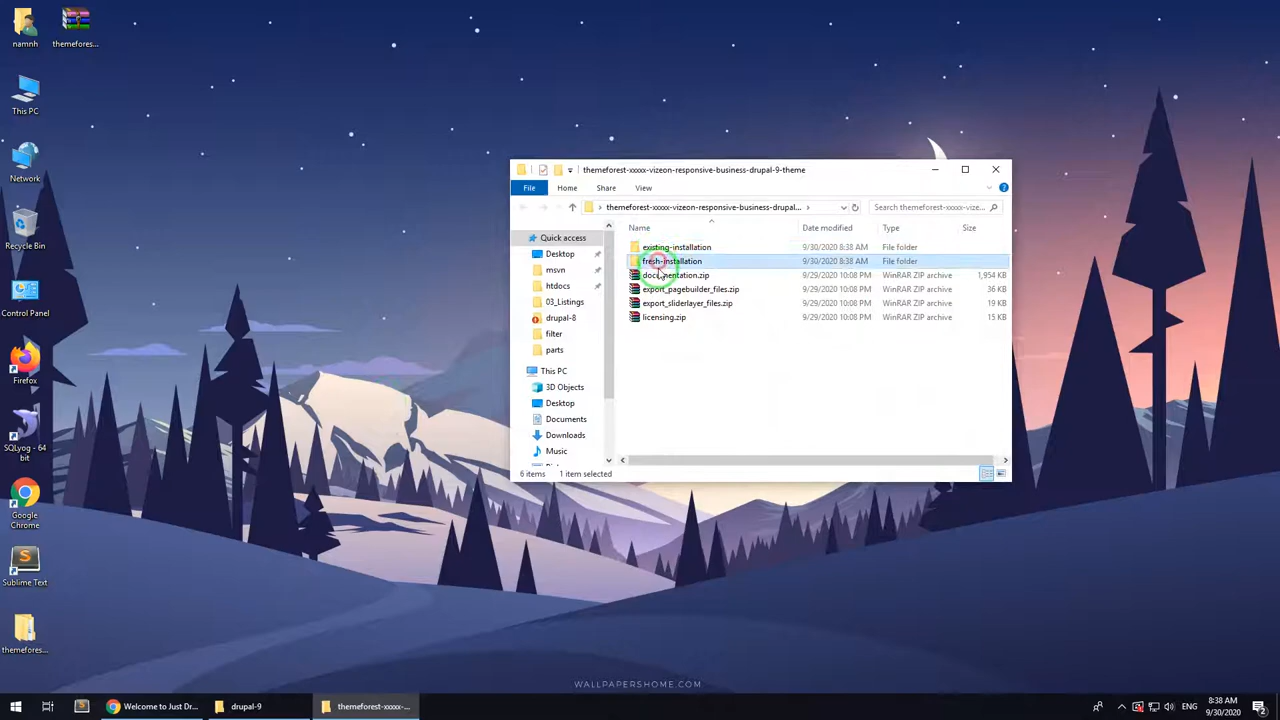 namnh
themefores...
This PC
Network
Recycle Bin
Control Panel
Firefox
SQLyog - 64
bit
Google
Chrome
Sublime Text
themefores...
themeforest-xxxxx-vizeon-responsive-business-drupal-9-theme
File
Home
Share
View
themeforest-xxxxx-vizeon-responsive-business-drupal...
Search themeforest-xxxxx-vize...
Quick access
Desktop
msvn
htdocs
03_Listings
drupal-8
filter
parts
This PC
3D Objects
Desktop
Documents
Downloads
Music
Name Date modified Type Size
existing-installation 9/30/2020 8:38 AM File folder
fresh-installation 9/30/2020 8:38 AM File folder
documentation.zip 9/29/2020 10:08 PM WinRAR ZIP archive 1,954 KB
export_pagebuilder_files.zip 9/29/2020 10:08 PM WinRAR ZIP archive 36 KB
export_sliderlayer_files.zip 9/29/2020 10:08 PM WinRAR ZIP archive 19 KB
licensing.zip 9/29/2020 10:08 PM WinRAR ZIP archive 15 KB
6 items 1 item selected
WALLPAPERSHOME.COM
Welcome to Just Dr...
drupal-9
themeforest-xxxx-...
8:38 AM
9/30/2020
2